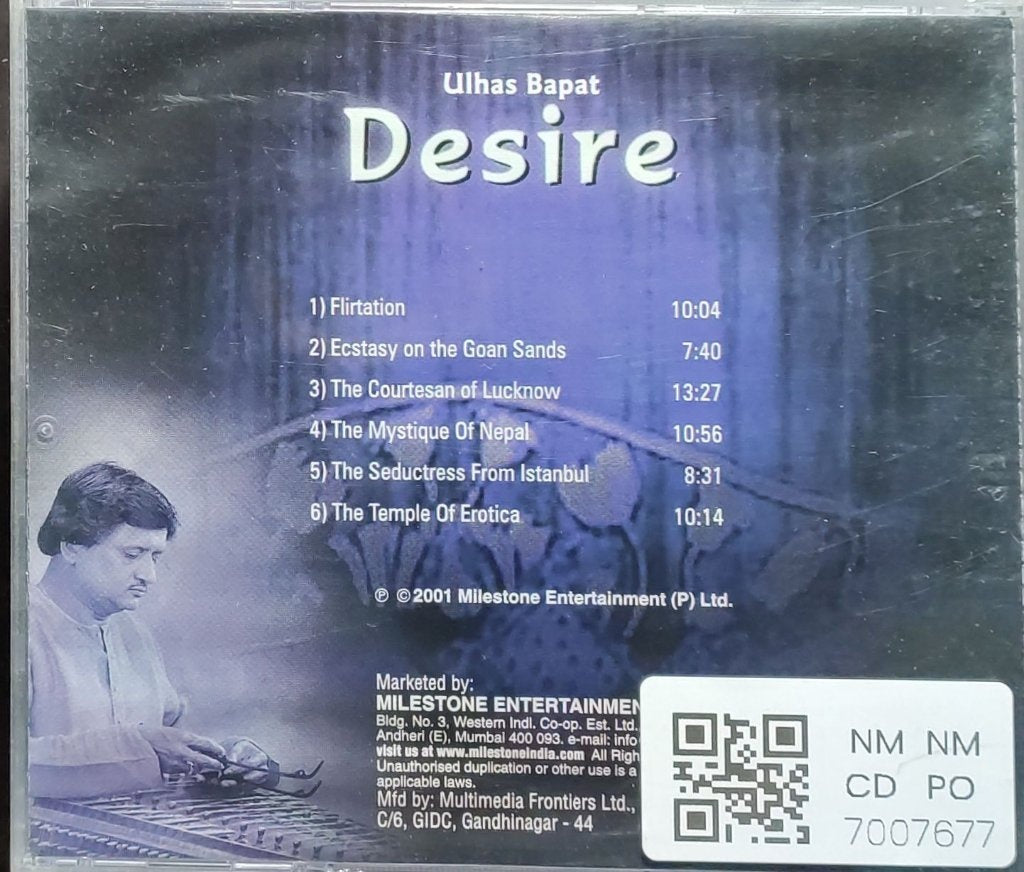 Ulhas Bapat
Desire
1) Flirtation 10:04
2) Ecstasy on the Goan Sands 7:40
3) The Courtesan of Lucknow 13:27
4) The Mystique Of Nepal 10:56
5) The Seductress From Istanbul 8:31
6) The Temple Of Erotica 10:14
℗ ©2001 Milestone Entertainment (P) Ltd.
Marketed by:
MILESTONE ENTERTAINMEN
Bldg. No. 3, Western Indl. Co-op. Est. Ltd.
Andheri (E), Mumbai 400 093. e-mail: info
visit us at www.milestoneindia.com All Righ
Unauthorised duplication or other use is a
applicable laws.
Mfd by: Multimedia Frontiers Ltd.,
C/6, GIDC, Gandhinagar - 44
NM NM
CD PO
7007677